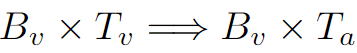 B_v × T_v ⟹ B_v × T_a